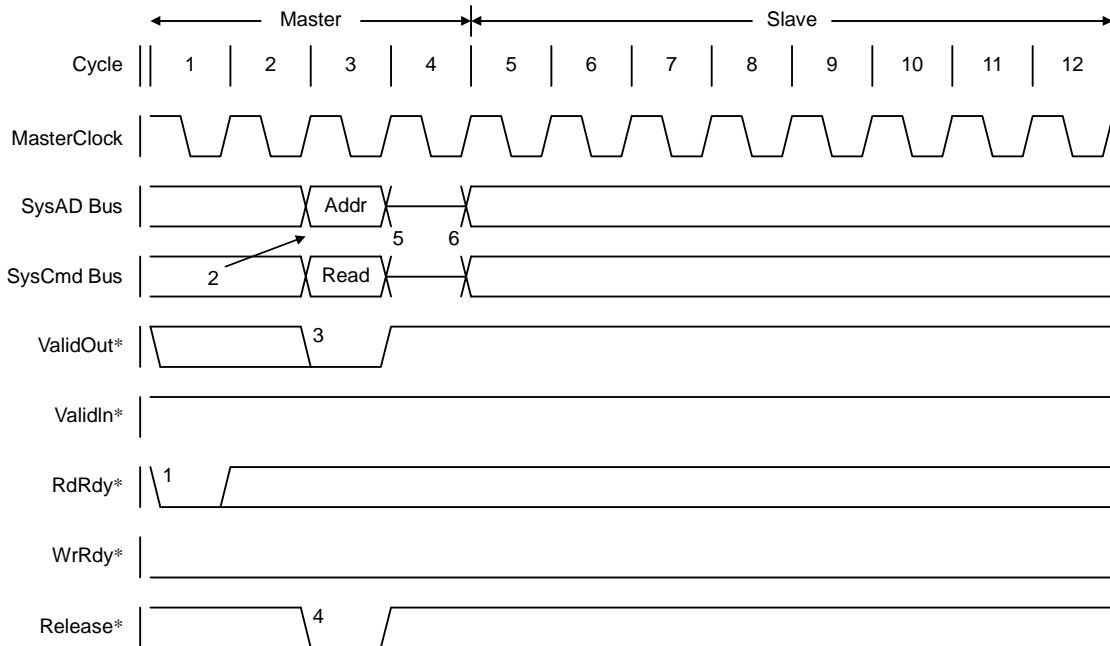 Master Slave
Cycle 1 2 3 4 5 6 7 8 9 10 11 12
MasterClock
SysAD Bus Addr
5 6
2
SysCmd Bus Read
ValidOut* 3
ValidIn*
RdRdy* 1
WrRdy*
Release* 4